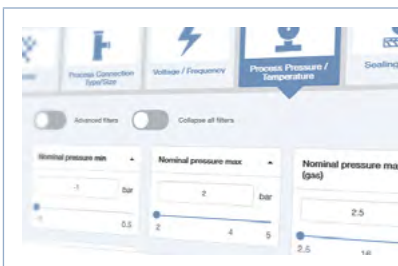 Process Connection
Type/Size
Voltage / Frequency
Process Pressure /
Temperature
Sealing
Advanced filters
Collapse all filters
Nominal pressure min
-1
bar
-1
0.5
Nominal pressure max
2
bar
2
4
5
Nominal pressure ma
(gas)
2.5
2.5
16